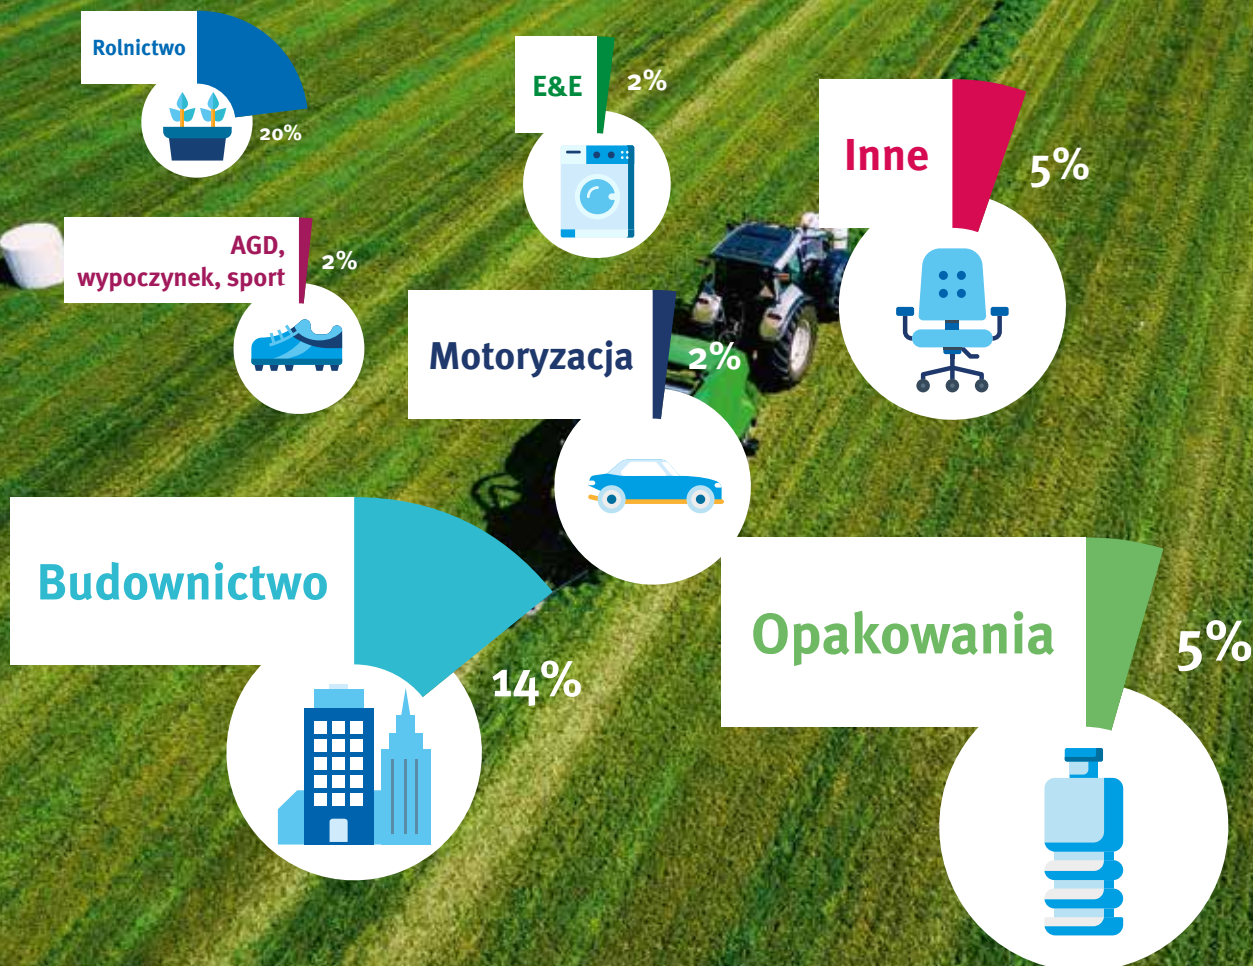 Rolnictwo
20%
E&E
2%
Inne
5%
AGD,
wypoczynek, sport
2%
Motoryzacja
2%
Budownictwo
14%
Opakowania
5%